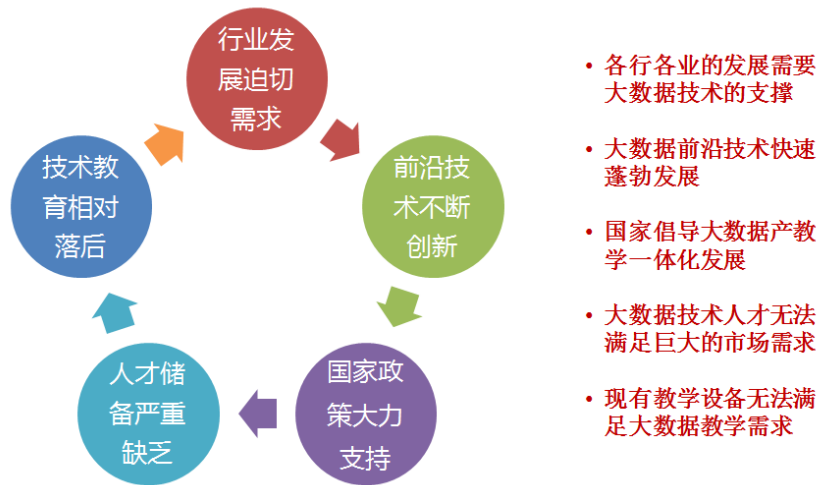 行业发
展迫切
需求
前沿技
术不断
创新
国家政
策大力
支持
人才储
备严重
缺乏
技术教
育相对
落后
• 各行各业的发展需要
大数据技术的支撑
• 大数据前沿技术快速
蓬勃发展
• 国家倡导大数据产教
学一体化发展
• 大数据技术人才无法
满足巨大的市场需求
• 现有教学设备无法满
足大数据教学需求